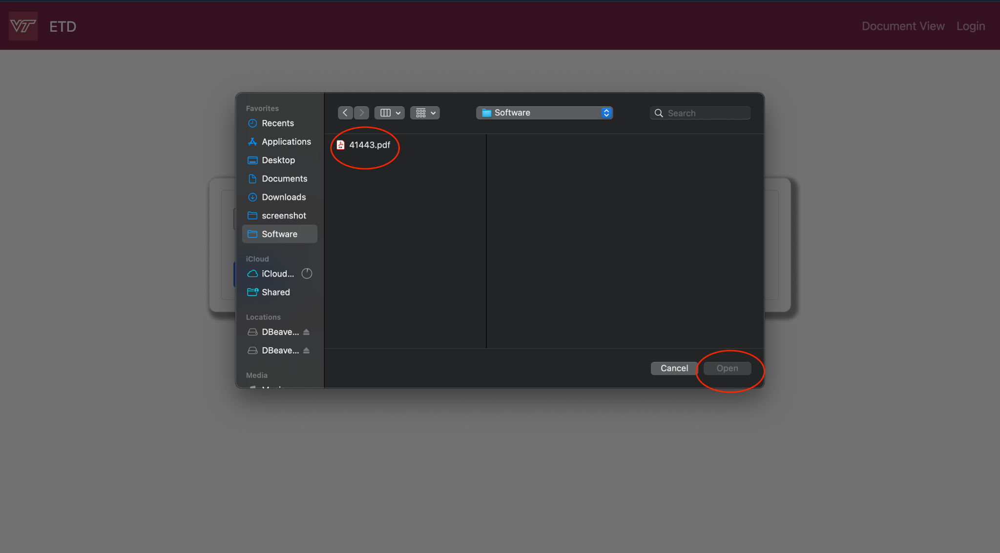 VT ETD
Document View Login
Favorites
Recents
Applications
Desktop
Documents
Downloads
screenshot
Software
iCloud
iCloud...
Shared
Locations
DBeave...
DBeave...
Media
Software
Search
41443.pdf
Cancel Open